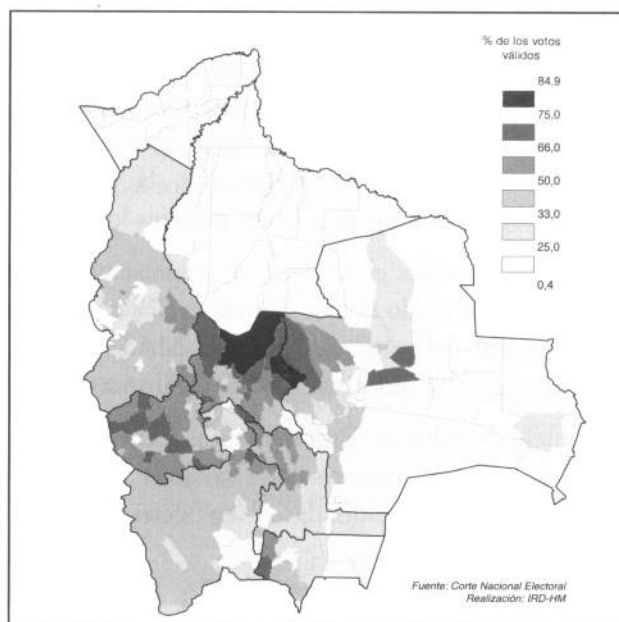 % de los votos
válidos
84,9
75,0
66,0
50,0
33,0
25,0
0,4
Fuente: Corte Nacional Electoral
Realización: IRD-HM